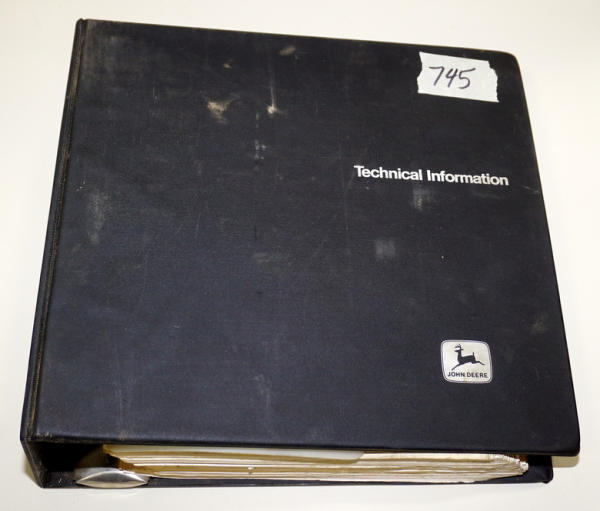 745
Technical Information
JOHN DEERE